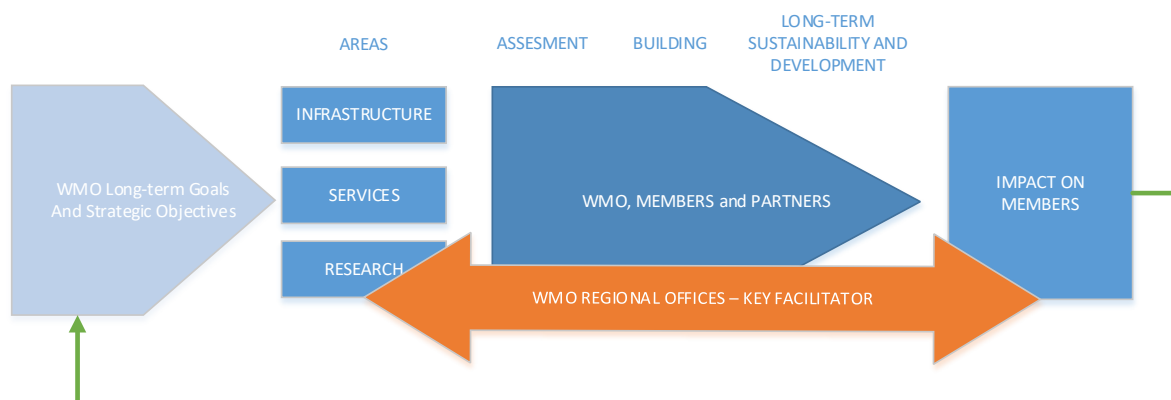 AREAS
ASSESMENT
BUILDING
LONG-TERM
SUSTAINABILITY AND
DEVELOPMENT
WMO Long-term Goals
And Strategic Objectives
INFRASTRUCTURE
SERVICES
RESEARCH
WMO, MEMBERS and PARTNERS
IMPACT ON
MEMBERS
WMO REGIONAL OFFICES – KEY FACILITATOR